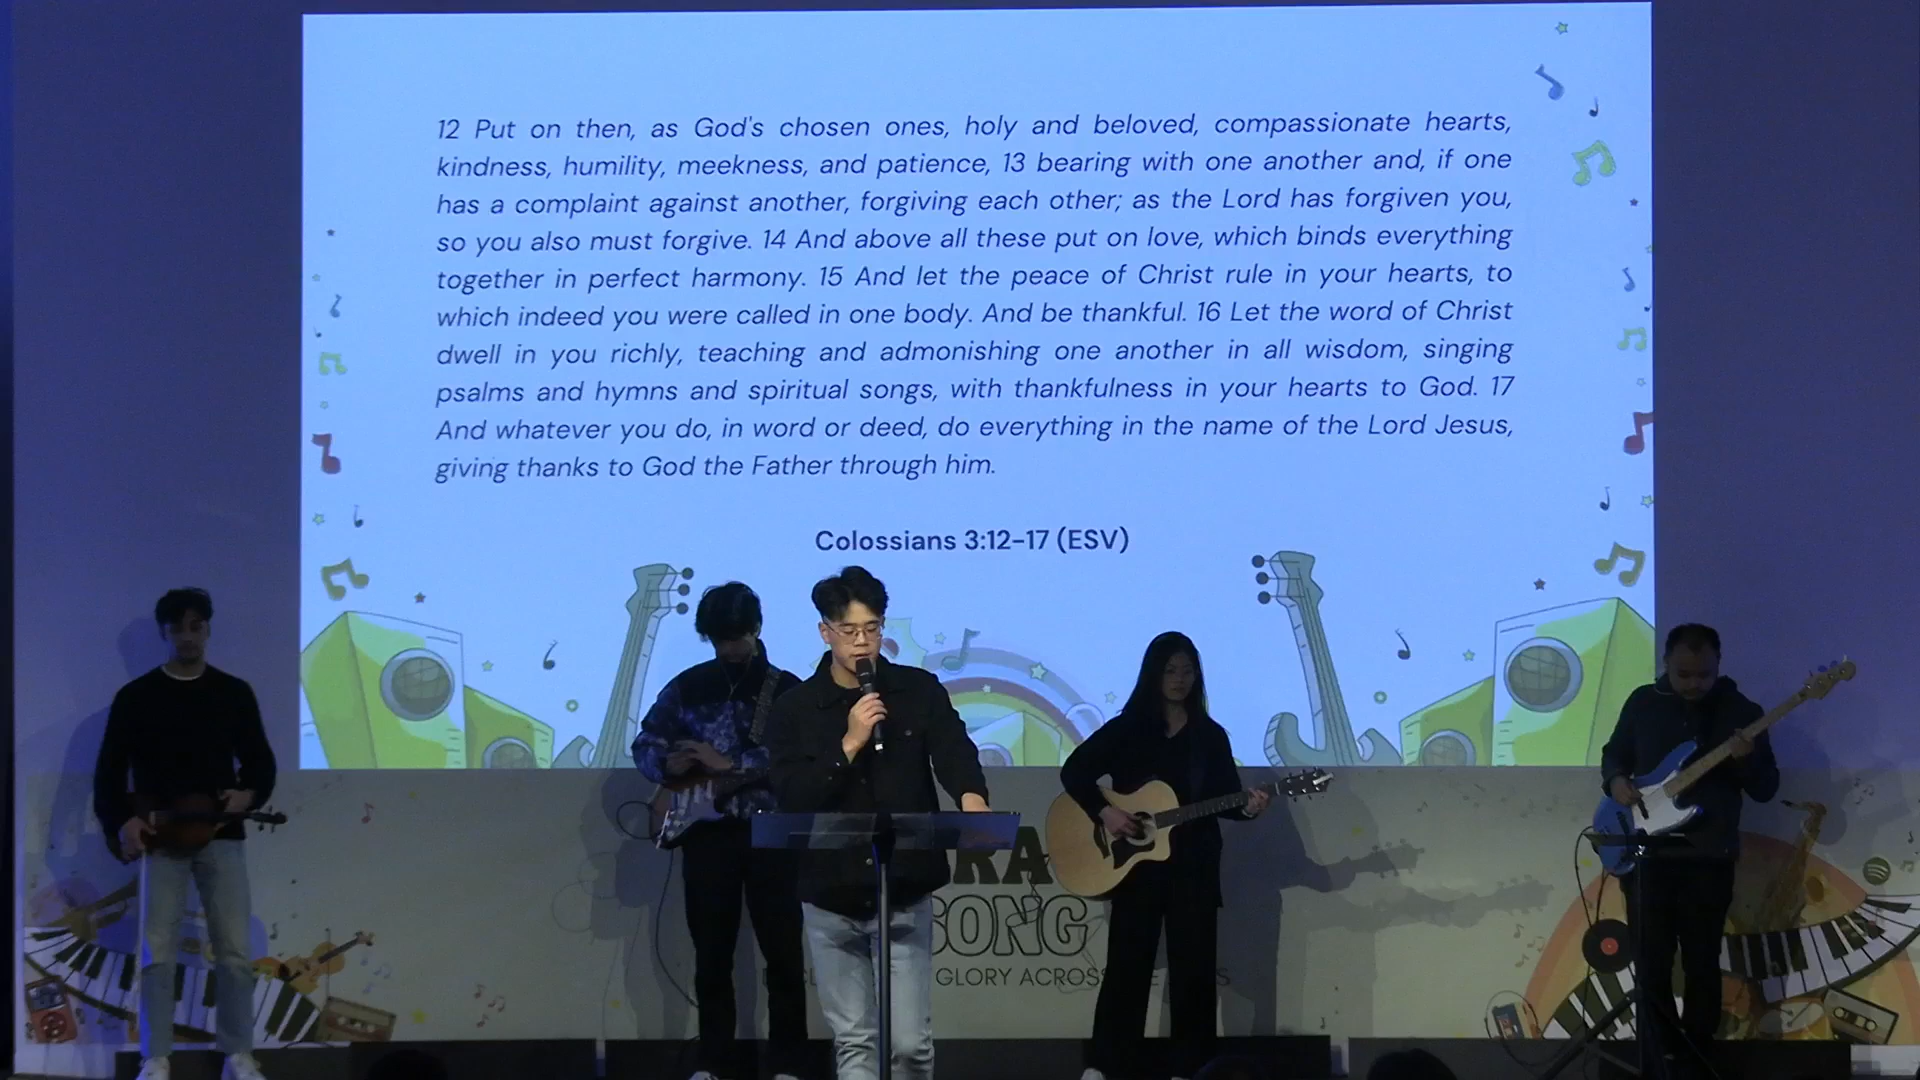 12 Put on then, as God's chosen ones, holy and beloved, compassionate hearts,
kindness, humility, meekness, and patience, 13 bearing with one another and, if one
has a complaint against another, forgiving each other; as the Lord has forgiven you,
so you also must forgive. 14 And above all these put on love, which binds everything
together in perfect harmony. 15 And let the peace of Christ rule in your hearts, to
which indeed you were called in one body. And be thankful. 16 Let the word of Christ
dwell in you richly, teaching and admonishing one another in all wisdom, singing
psalms and hymns and spiritual songs, with thankfulness in your hearts to God. 17
And whatever you do, in word or deed, do everything in the name of the Lord Jesus,
giving thanks to God the Father through him.
Colossians 3:12-17 (ESV)
SONG
GLORY ACROSS